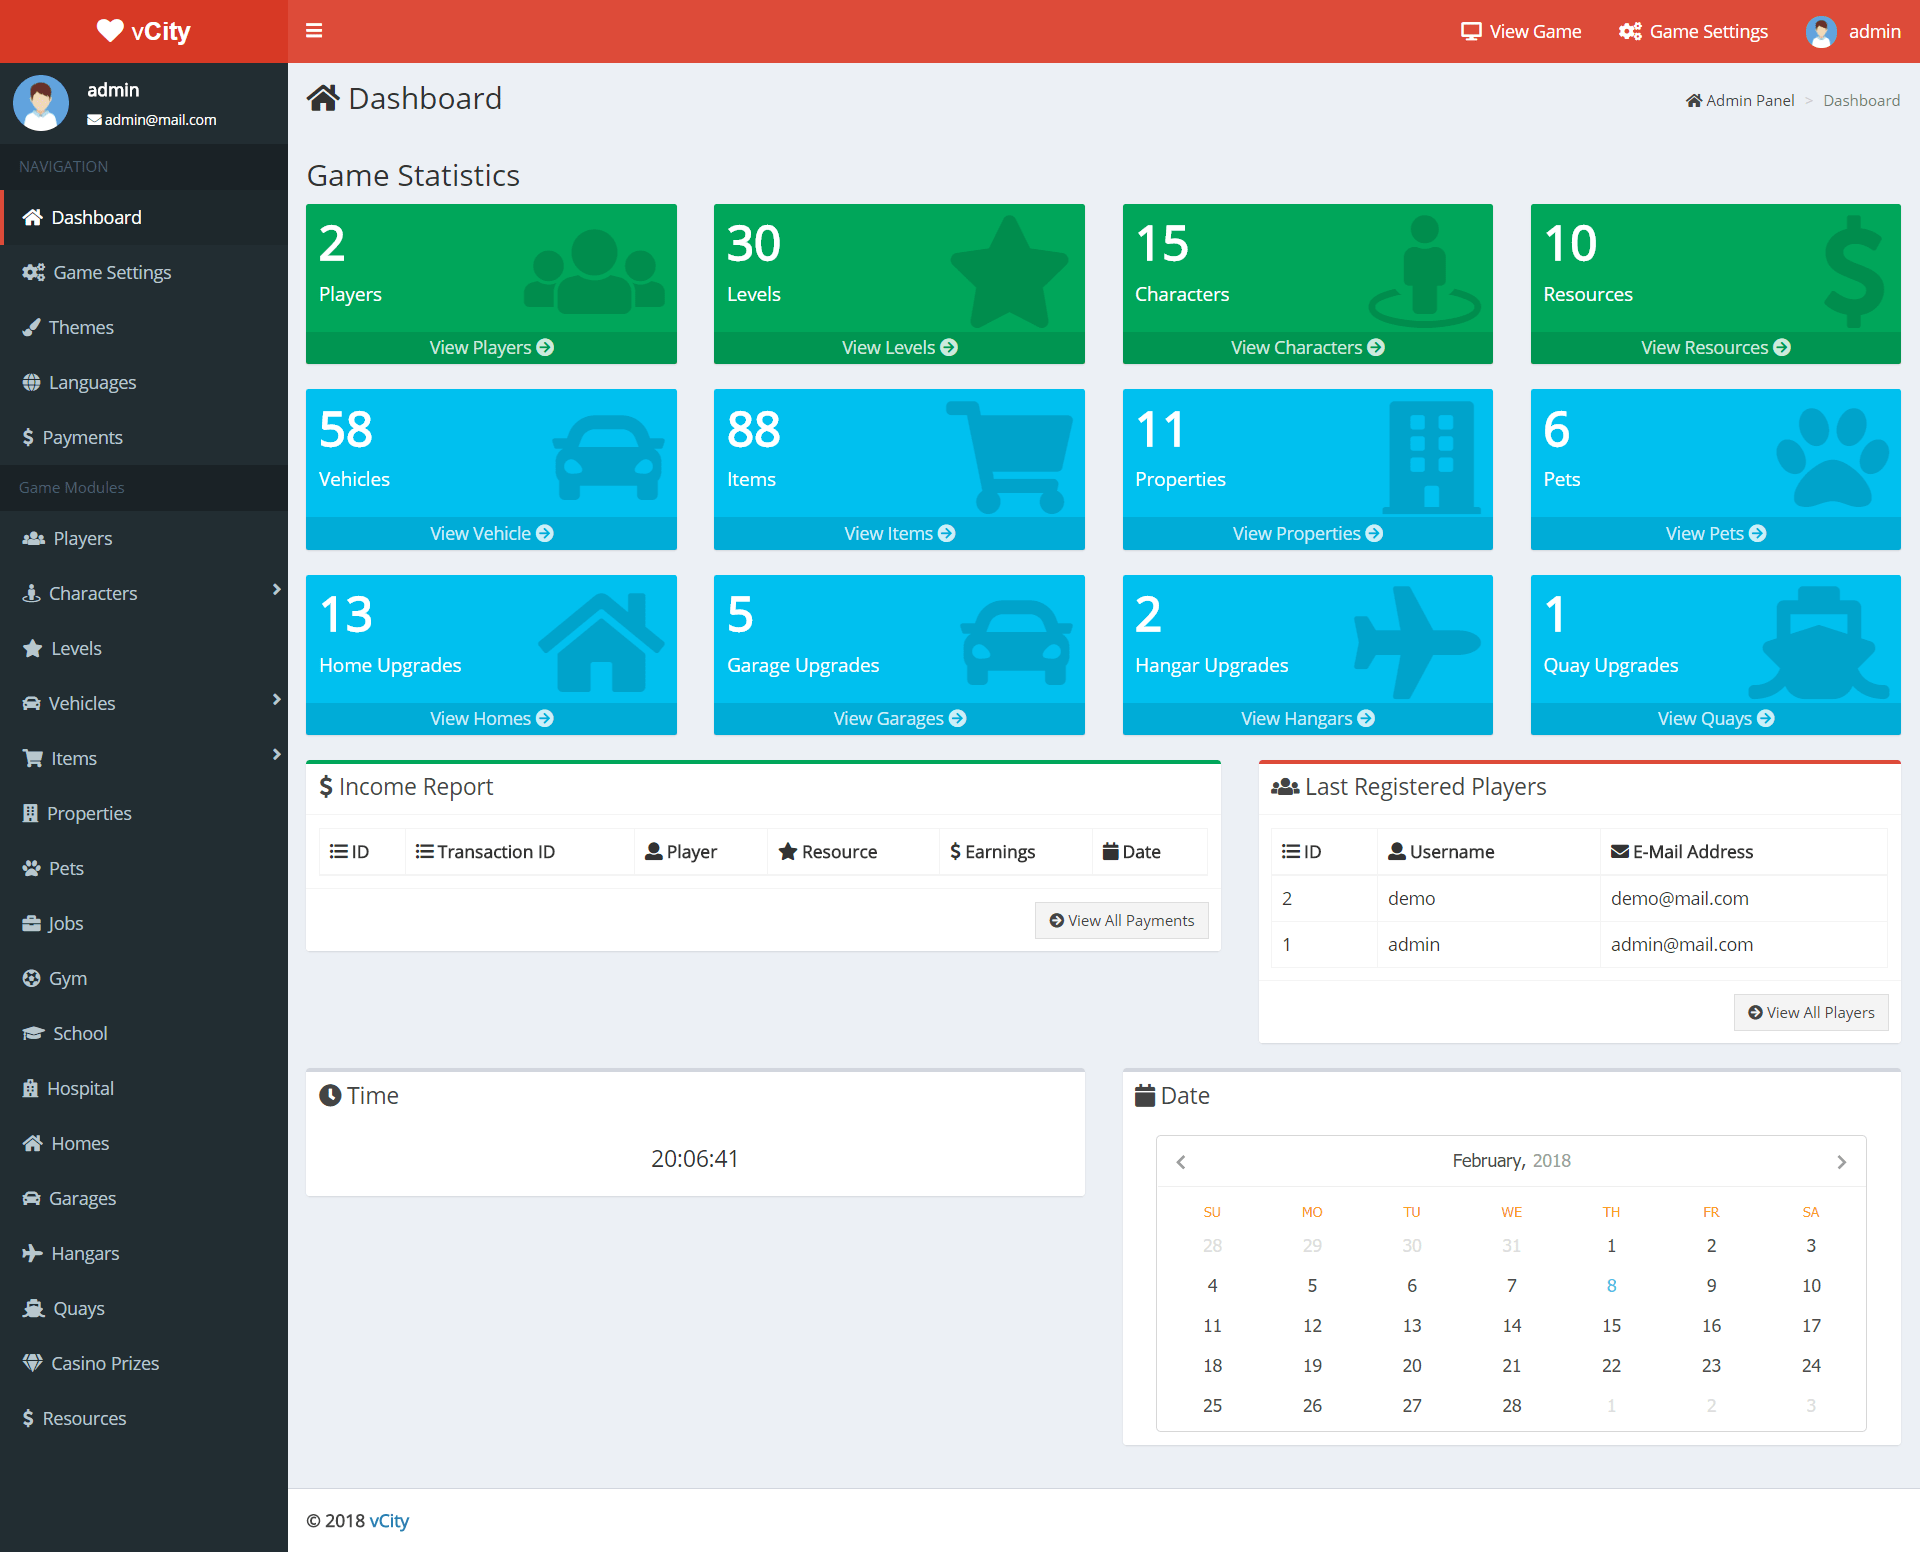 vCity
View Game
Game Settings
admin
admin
admin@mail.com
NAVIGATION
Dashboard
Game Settings
Themes
Languages
Payments
Game Modules
Players
Characters
Levels
Vehicles
Items
Properties
Pets
Jobs
Gym
School
Hospital
Homes
Garages
Hangars
Quays
Casino Prizes
Resources
Dashboard
Admin Panel > Dashboard
Game Statistics
2
Players
View Players
30
Levels
View Levels
15
Characters
View Characters
10
Resources
View Resources
58
Vehicles
View Vehicle
88
Items
View Items
11
Properties
View Properties
6
Pets
View Pets
13
Home Upgrades
View Homes
5
Garage Upgrades
View Garages
2
Hangar Upgrades
View Hangars
1
Quay Upgrades
View Quays
Income Report
ID Transaction ID Player Resource Earnings Date
View All Payments
Last Registered Players
ID Username E-Mail Address
2 demo demo@mail.com
1 admin admin@mail.com
View All Players
Time
20:06:41
Date
February, 2018
SU MO TU WE TH FR SA
28 29 30 31 1 2 3
4 5 6 7 8 9 10
11 12 13 14 15 16 17
18 19 20 21 22 23 24
25 26 27 28 1 2 3
© 2018 vCity